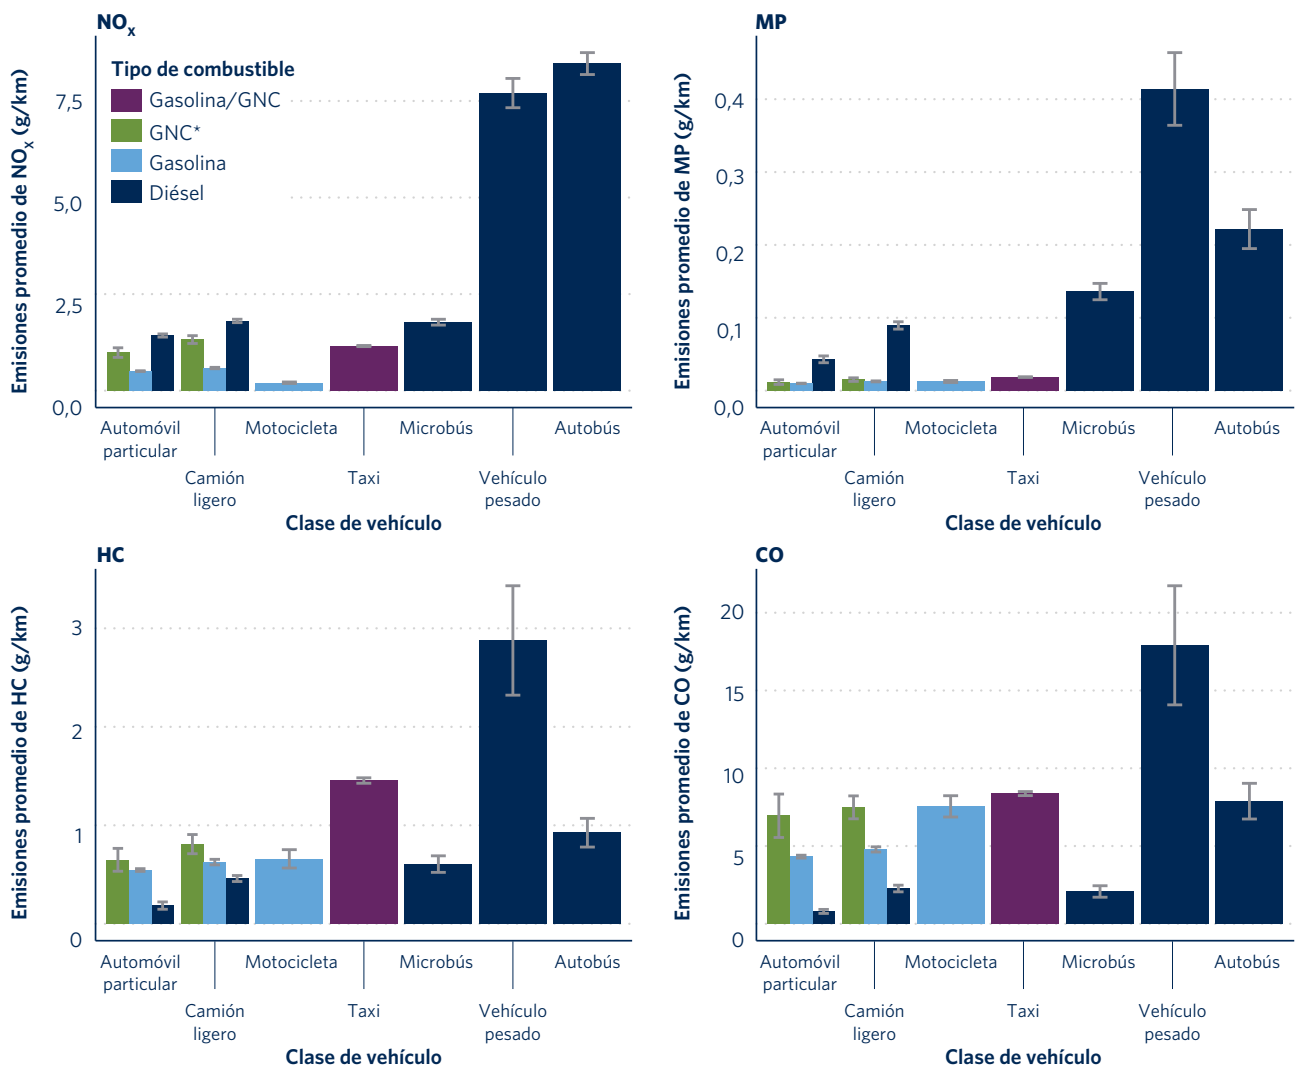 NOx
Emisiones promedio de NOx (g/km)
7,5
5,0
2,5
0,0
Tipo de combustible
Gasolina/GNC
GNC*
Gasolina
Diésel
Automóvil
particular
Camión
ligero
Motocicleta
Taxi
Microbús
Vehículo
pesado
Autobús
Clase de vehículo
MP
Emisiones promedio de MP (g/km)
0,4
0,3
0,2
0,1
0,0
Automóvil
particular
Camión
ligero
Motocicleta
Taxi
Microbús
Vehículo
pesado
Autobús
Clase de vehículo
HC
Emisiones promedio de HC (g/km)
3
2
1
0
Automóvil
particular
Camión
ligero
Motocicleta
Taxi
Microbús
Vehículo
pesado
Autobús
Clase de vehículo
CO
Emisiones promedio de CO (g/km)
20
15
10
5
0
Automóvil
particular
Camión
ligero
Motocicleta
Taxi
Microbús
Vehículo
pesado
Autobús
Clase de vehículo